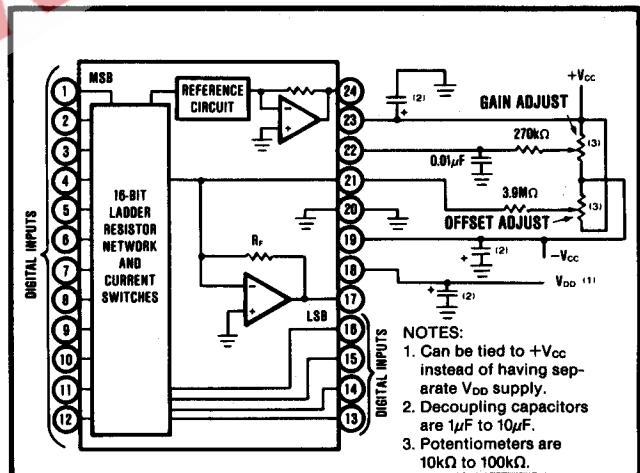 MSB
REFERENCE
CIRCUIT
16-BIT
LADDER
RESISTOR
NETWORK
AND
CURRENT
SWITCHES
DIGITAL INPUTS
1
2
3
4
5
6
7
8
9
10
11
12
−
+
RF
−
+
LSB
24
23
22
21
20
19
18
17
16
15
14
13
DIGITAL INPUTS
(2)
+
+VCC
GAIN ADJUST
270kΩ
(3)
0.01µF
3.9MΩ
(3)
OFFSET ADJUST
+
(2)
−VCC
VDD (1)
+
(2)
NOTES:
1. Can be tied to +VCC
instead of having sep-
arate VDD supply.
2. Decoupling capacitors
are 1µF to 10µF.
3. Potentiometers are
10kΩ to 100kΩ.